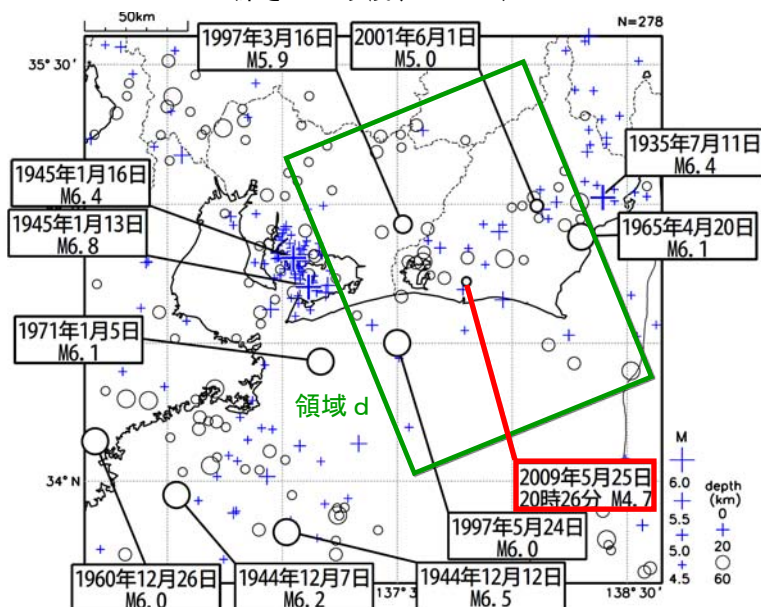 50km
N=278
35°30'
1997年3月16日
M5.9
2001年6月1日
M5.0
1935年7月11日
M6.4
1945年1月16日
M6.4
1945年1月13日
M6.8
1965年4月20日
M6.1
1971年1月5日
M6.1
領域 d
34°N
2009年5月25日
20時26分 M4.7
1997年5月24日
M6.0
1960年12月26日
M6.0
1944年12月7日
M6.2
1944年12月12日
M6.5
137°30'
138°30'
M
6.0
5.5
5.0
4.5
depth
(km)
0
20
60